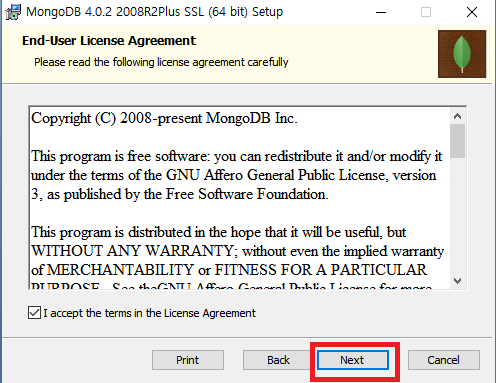 MongoDB 4.0.2 2008R2Plus SSL (64 bit) Setup
End-User License Agreement
Please read the following license agreement carefully
Copyright (C) 2008-present MongoDB Inc.
This program is free software: you can redistribute it and/or modify it
under the terms of the GNU Affero General Public License, version
3, as published by the Free Software Foundation.
This program is distributed in the hope that it will be useful, but
WITHOUT ANY WARRANTY; without even the implied warranty
of MERCHANTABILITY or FITNESS FOR A PARTICULAR
PURPOSE. See theGNU Affero General Public License for more
I accept the terms in the License Agreement
Print
Back
Next
Cancel